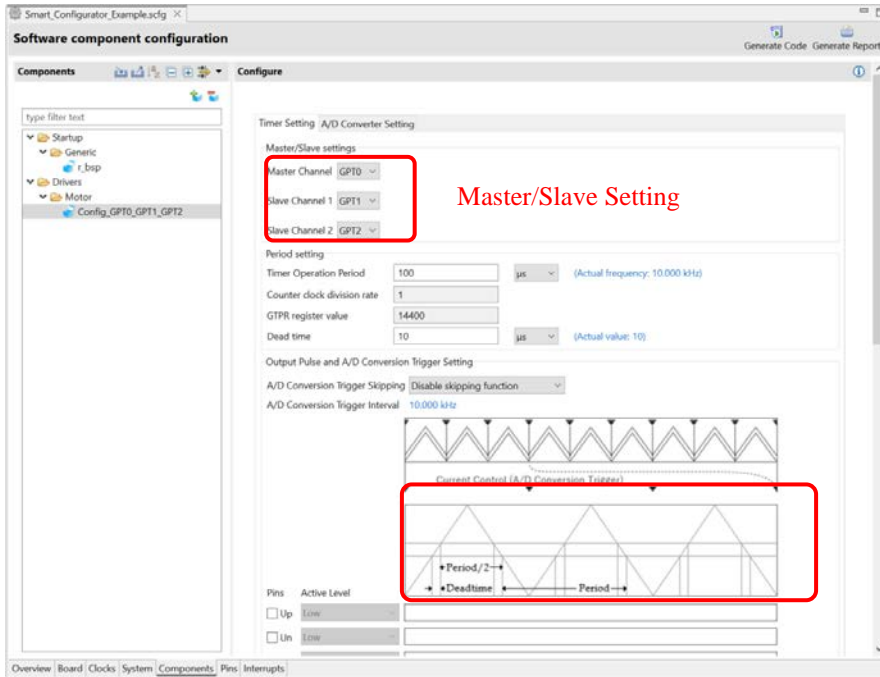 Smart_Configurator_Example.scfg
Software component configuration
Generate Code Generate Report
Components
Configure
type filter text
Startup
Generic
r_bsp
Drivers
Motor
Config_GPT0_GPT1_GPT2
Timer Setting A/D Converter Setting
Master/Slave settings
Master Channel GPT0
Slave Channel 1 GPT1
Slave Channel 2 GPT2
Master/Slave Setting
Period setting
Timer Operation Period 100 µs (Actual frequency: 10.000 kHz)
Counter clock division rate 1
GTPR register value 14400
Dead time 10 µs (Actual value: 10)
Output Pulse and A/D Conversion Trigger Setting
A/D Conversion Trigger Skipping Disable skipping function
A/D Conversion Trigger Interval 10.000 kHz
Current Control (A/D Conversion Trigger)
Period/2
Deadtime Period
Pins Active Level
Up Low
Un Low
Overview Board Clocks System Components Pins Interrupts